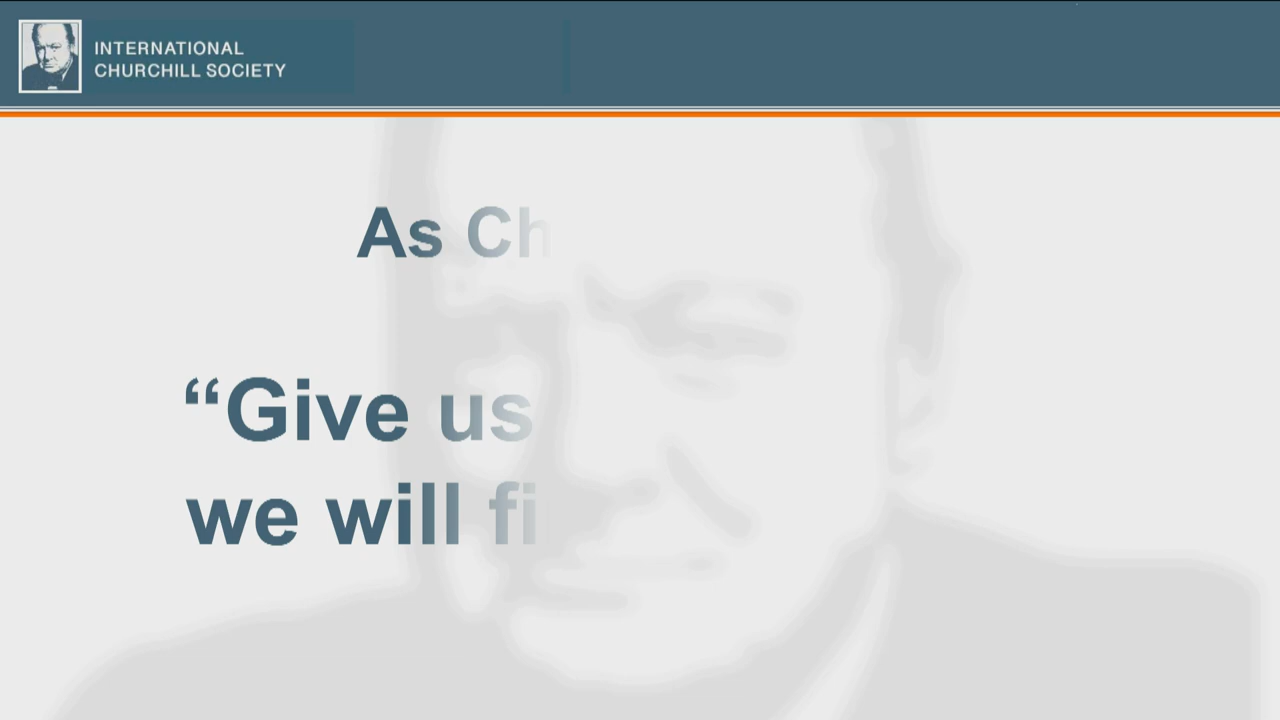 INTERNATIONAL
CHURCHILL SOCIETY
As Ch
“Give us
we will fi